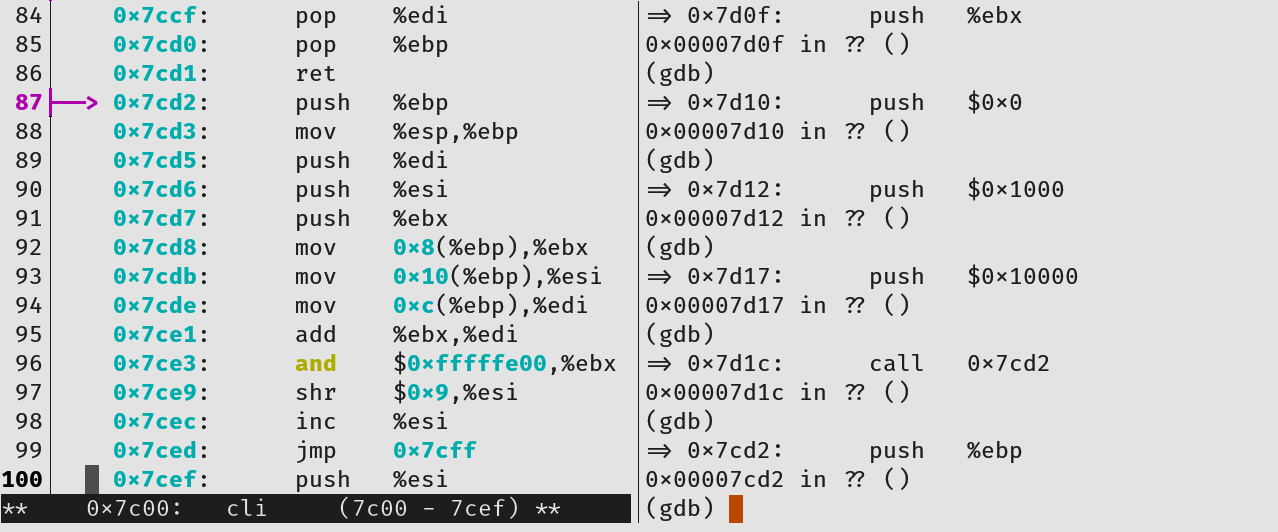 84 0x7ccf: pop %edi
85 0x7cd0: pop %ebp
86 0x7cd1: ret
87 0x7cd2: push %ebp
88 0x7cd3: mov %esp,%ebp
89 0x7cd5: push %edi
90 0x7cd6: push %esi
91 0x7cd7: push %ebx
92 0x7cd8: mov 0x8(%ebp),%ebx
93 0x7cdb: mov 0x10(%ebp),%esi
94 0x7cde: mov 0xc(%ebp),%edi
95 0x7ce1: add %ebx,%edi
96 0x7ce3: and $0xfffffe00,%ebx
97 0x7ce9: shr $0x9,%esi
98 0x7cec: inc %esi
99 0x7ced: jmp 0x7cff
100 0x7cef: push %esi
** 0x7c00: cli (7c00 - 7cef) **
=> 0x7d0f: push %ebx
0x00007d0f in ?? ()
(gdb)
=> 0x7d10: push $0x0
0x00007d10 in ?? ()
(gdb)
=> 0x7d12: push $0x1000
0x00007d12 in ?? ()
(gdb)
=> 0x7d17: push $0x10000
0x00007d17 in ?? ()
(gdb)
=> 0x7d1c: call 0x7cd2
0x00007d1c in ?? ()
(gdb)
=> 0x7cd2: push %ebp
0x00007cd2 in ?? ()
(gdb)